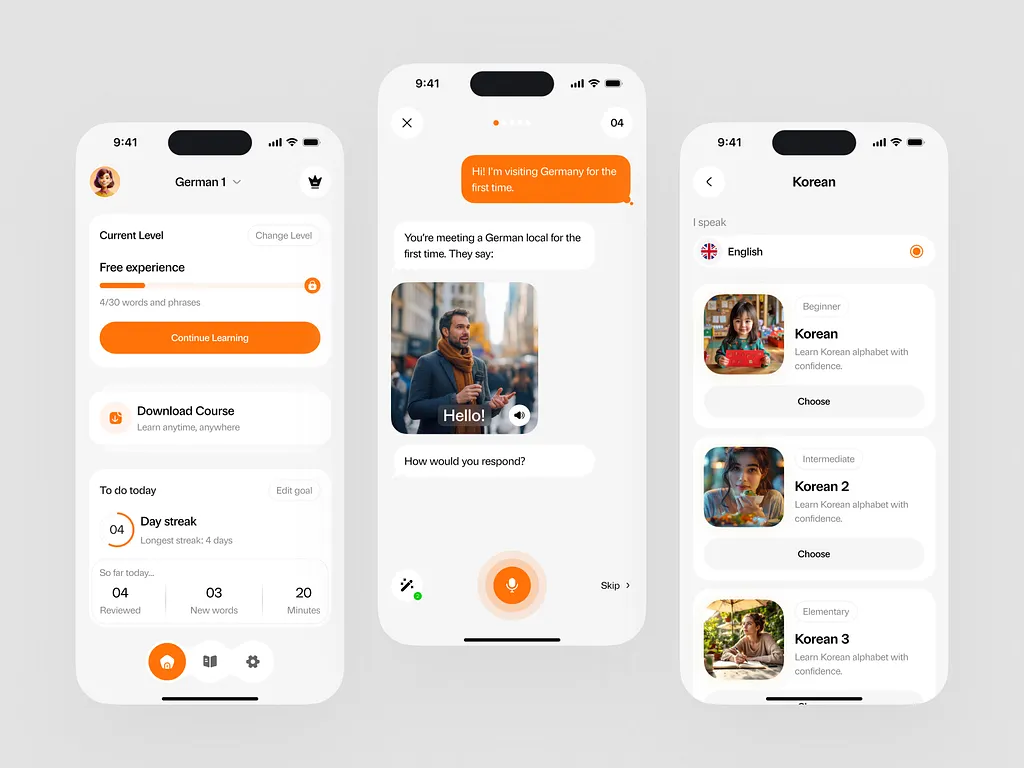 9:41
German 1
Current Level
Change Level
Free experience
4/30 words and phrases
Continue Learning
Download Course
Learn anytime, anywhere
To do today
Edit goal
04
Day streak
Longest streak: 4 days
So far today...
04
03
20
Reviewed
New words
Minutes
9:41
04
Hi! I'm visiting Germany for the
first time.
You're meeting a German local for the
first time. They say:
Hello!
How would you respond?
Skip
9:41
Korean
I speak
English
Beginner
Korean
Learn Korean alphabet with
confidence.
Choose
Intermediate
Korean 2
Learn Korean alphabet with
confidence.
Choose
Elementary
Korean 3
Learn Korean alphabet with
confidence.